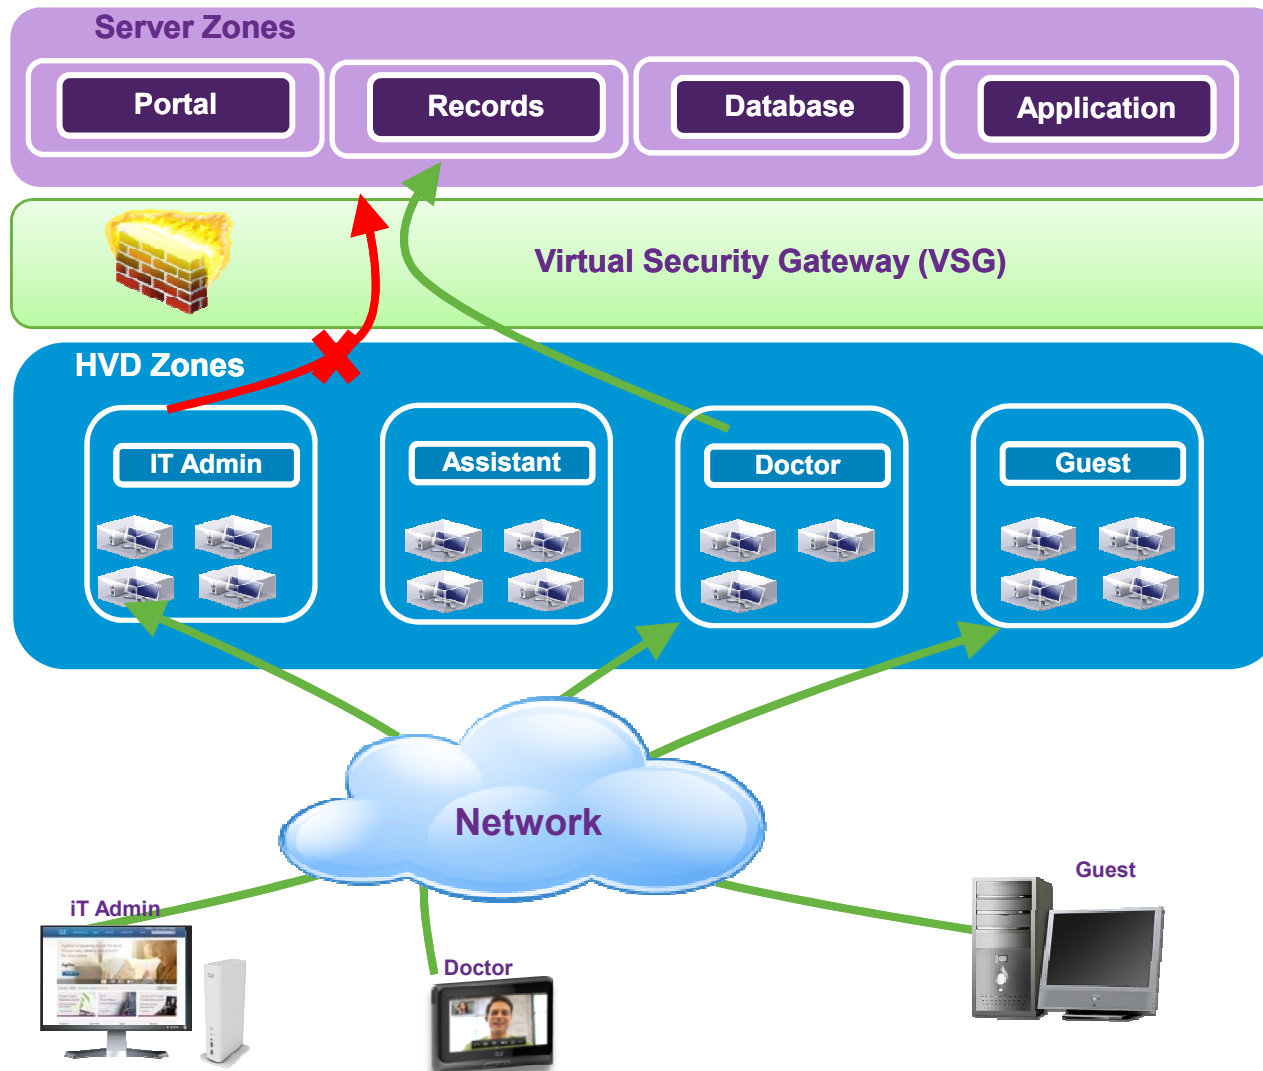 Server Zones
Portal
Records
Database
Application
Virtual Security Gateway (VSG)
HVD Zones
IT Admin
Assistant
Doctor
Guest
Network
iT Admin
Doctor
Guest